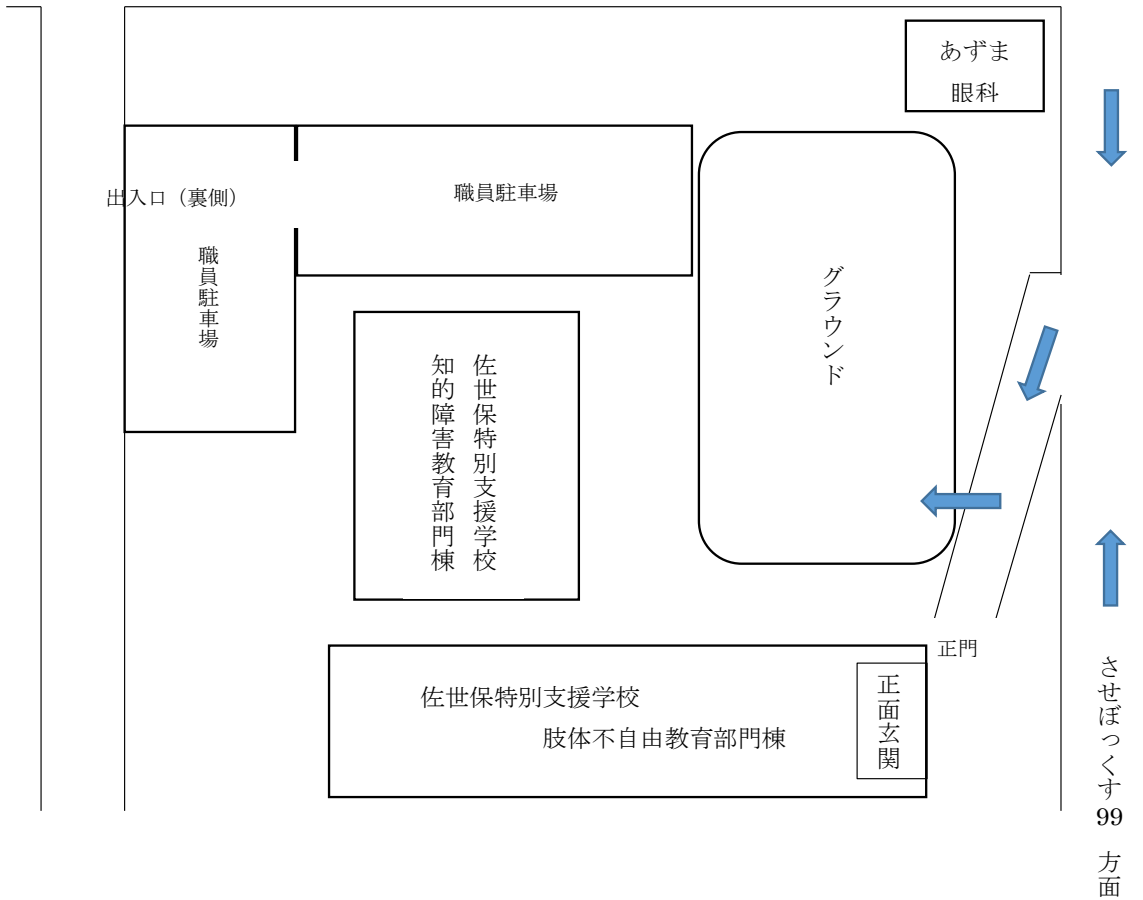 あずま
眼科
出入口（裏側）
職員駐車場
職員駐車場
グラウンド
佐世保特別支援学校
知的障害教育部門棟
正門
佐世保特別支援学校
肢体不自由教育部門棟
正面玄関
させぼっくす99 方面